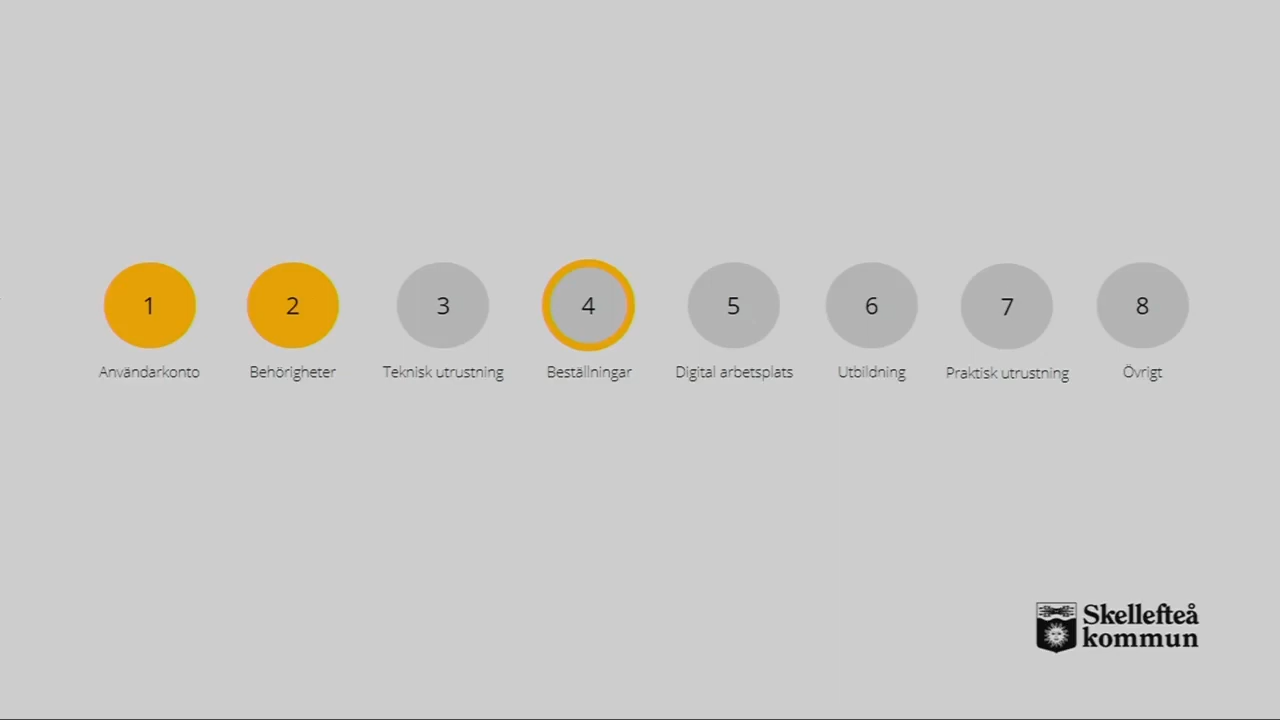 1 2 3 4 5 6 7 8
Användarkonto Behörigheter Teknisk utrustning Beställningar Digital arbetsplats Utbildning Praktisk utrustning Övrigt
Skellefteå
kommun